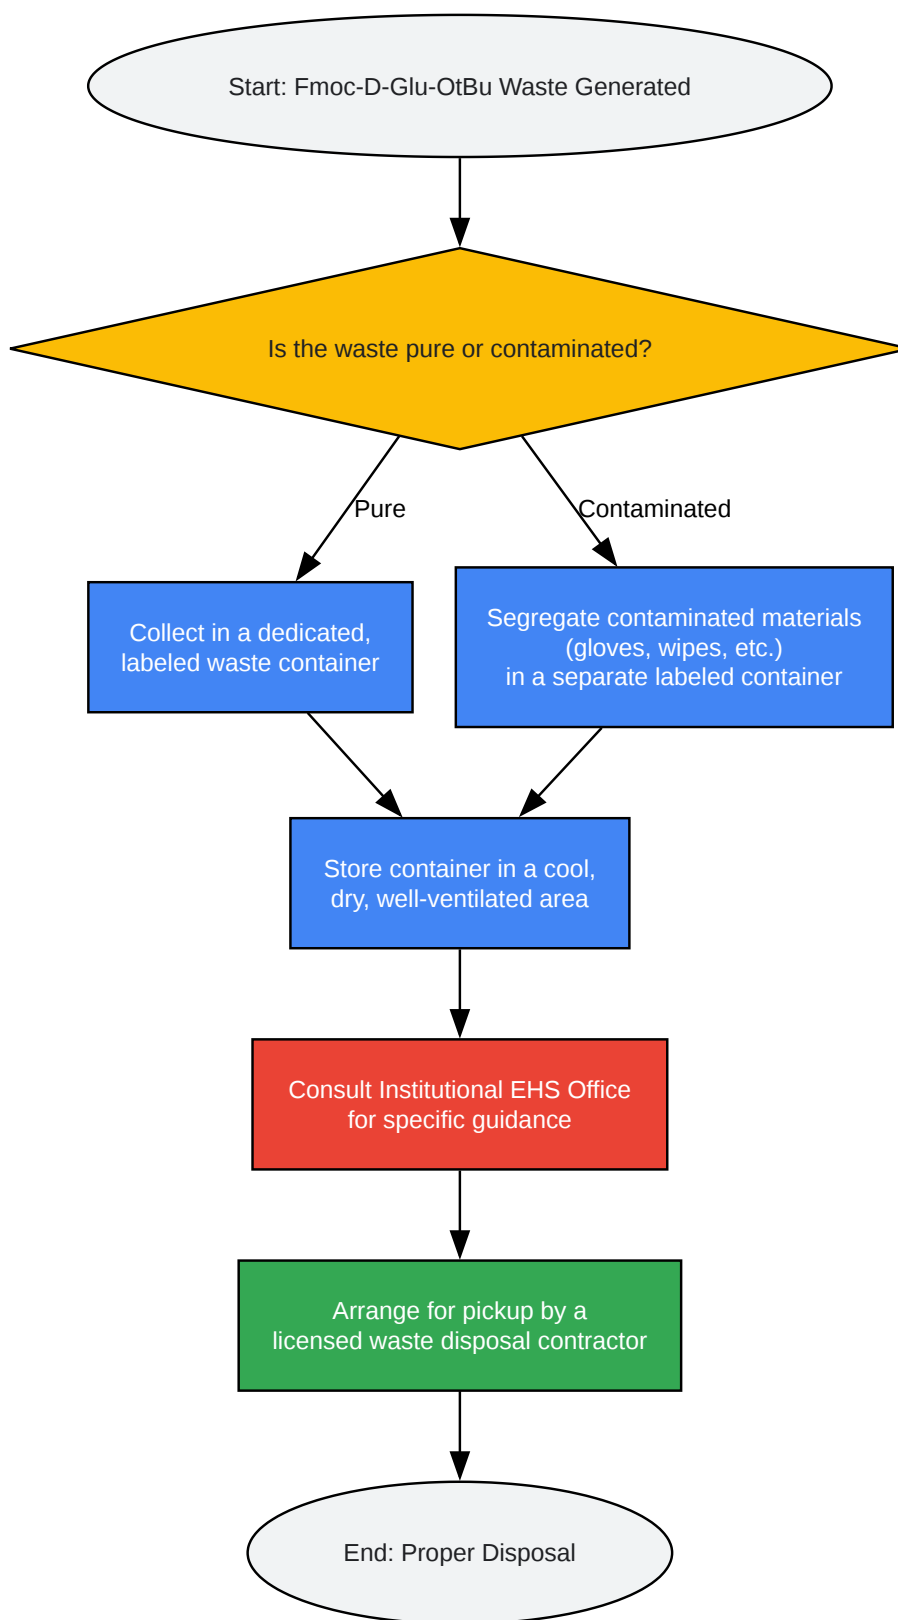 Start: Fmoc-D-Glu-OtBu Waste Generated
Is the waste pure or contaminated?
Pure
Contaminated
Collect in a dedicated,
labeled waste container
Segregate contaminated materials
(gloves, wipes, etc.)
in a separate labeled container
Store container in a cool,
dry, well-ventilated area
Consult Institutional EHS Office
for specific guidance
Arrange for pickup by a
licensed waste disposal contractor
End: Proper Disposal